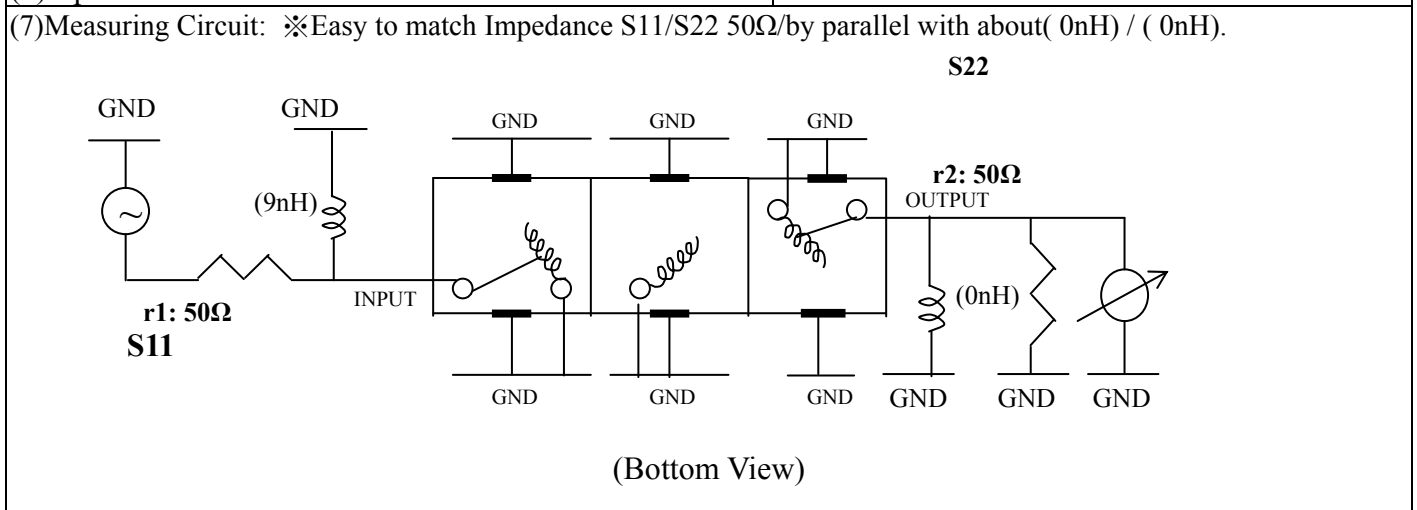 (7)Measuring Circuit: ※Easy to match Impedance S11/S22 50Ω/by parallel with about( 0nH) / ( 0nH).
S22
GND GND GND GND GND
(9nH)
r2: 50Ω
OUTPUT
INPUT
(0nH)
r1: 50Ω
S11
GND GND GND GND GND GND
(Bottom View)